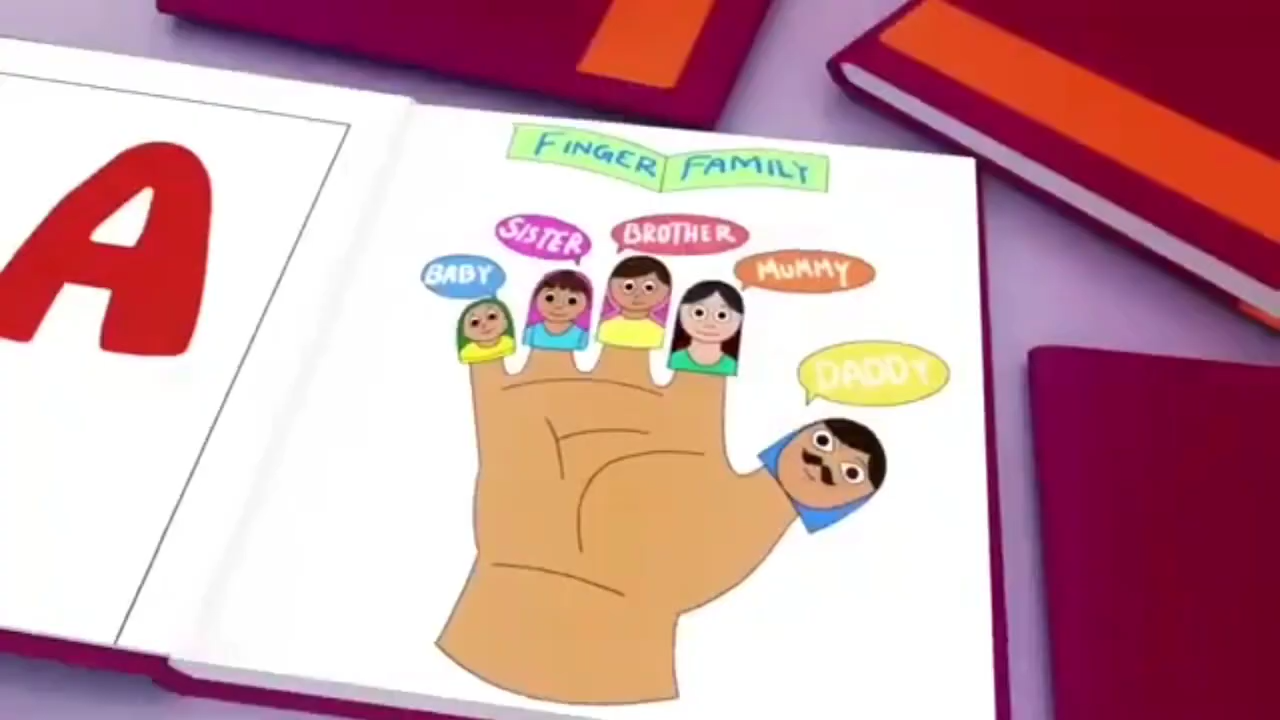 A
FINGER FAMILY
SISTER
BROTHER
BABY
MUMMY
DADDY